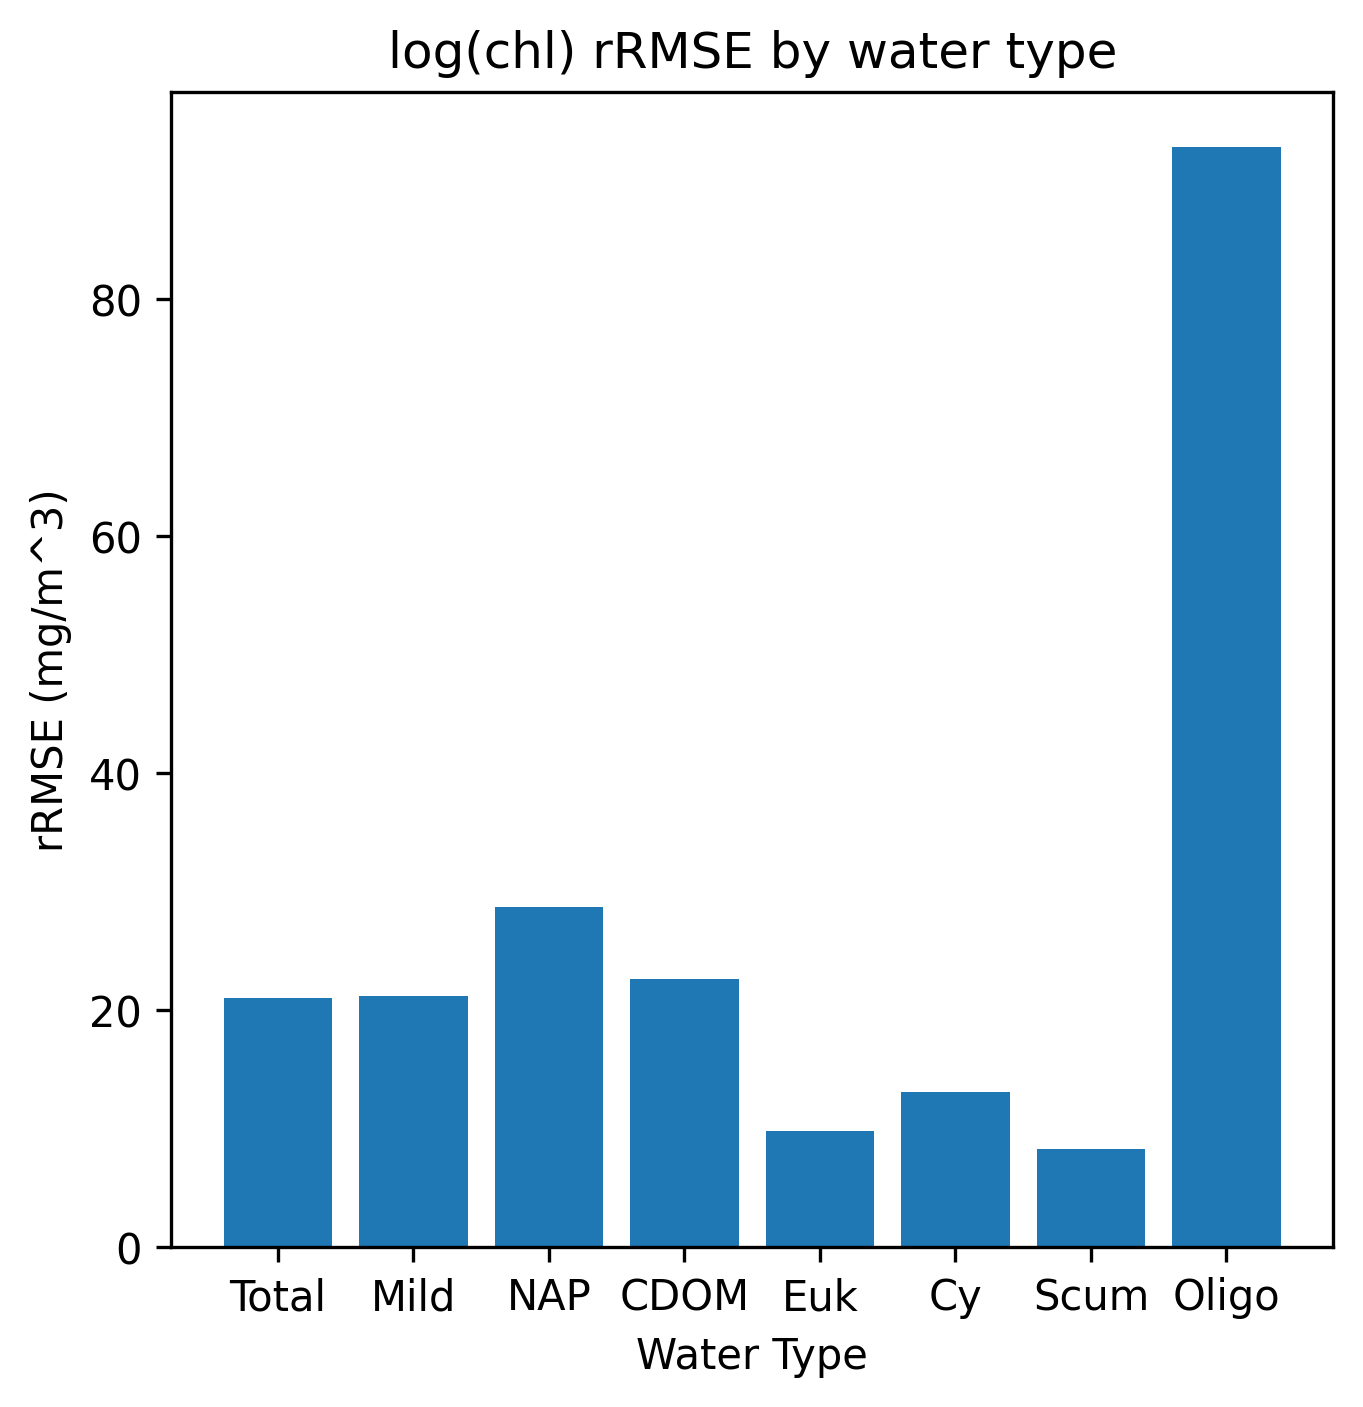 log(chl) rRMSE by water type
rRMSE (mg/m^3)
80
60
40
20
0
Total Mild NAP CDOM Euk Cy Scum Oligo
Water Type